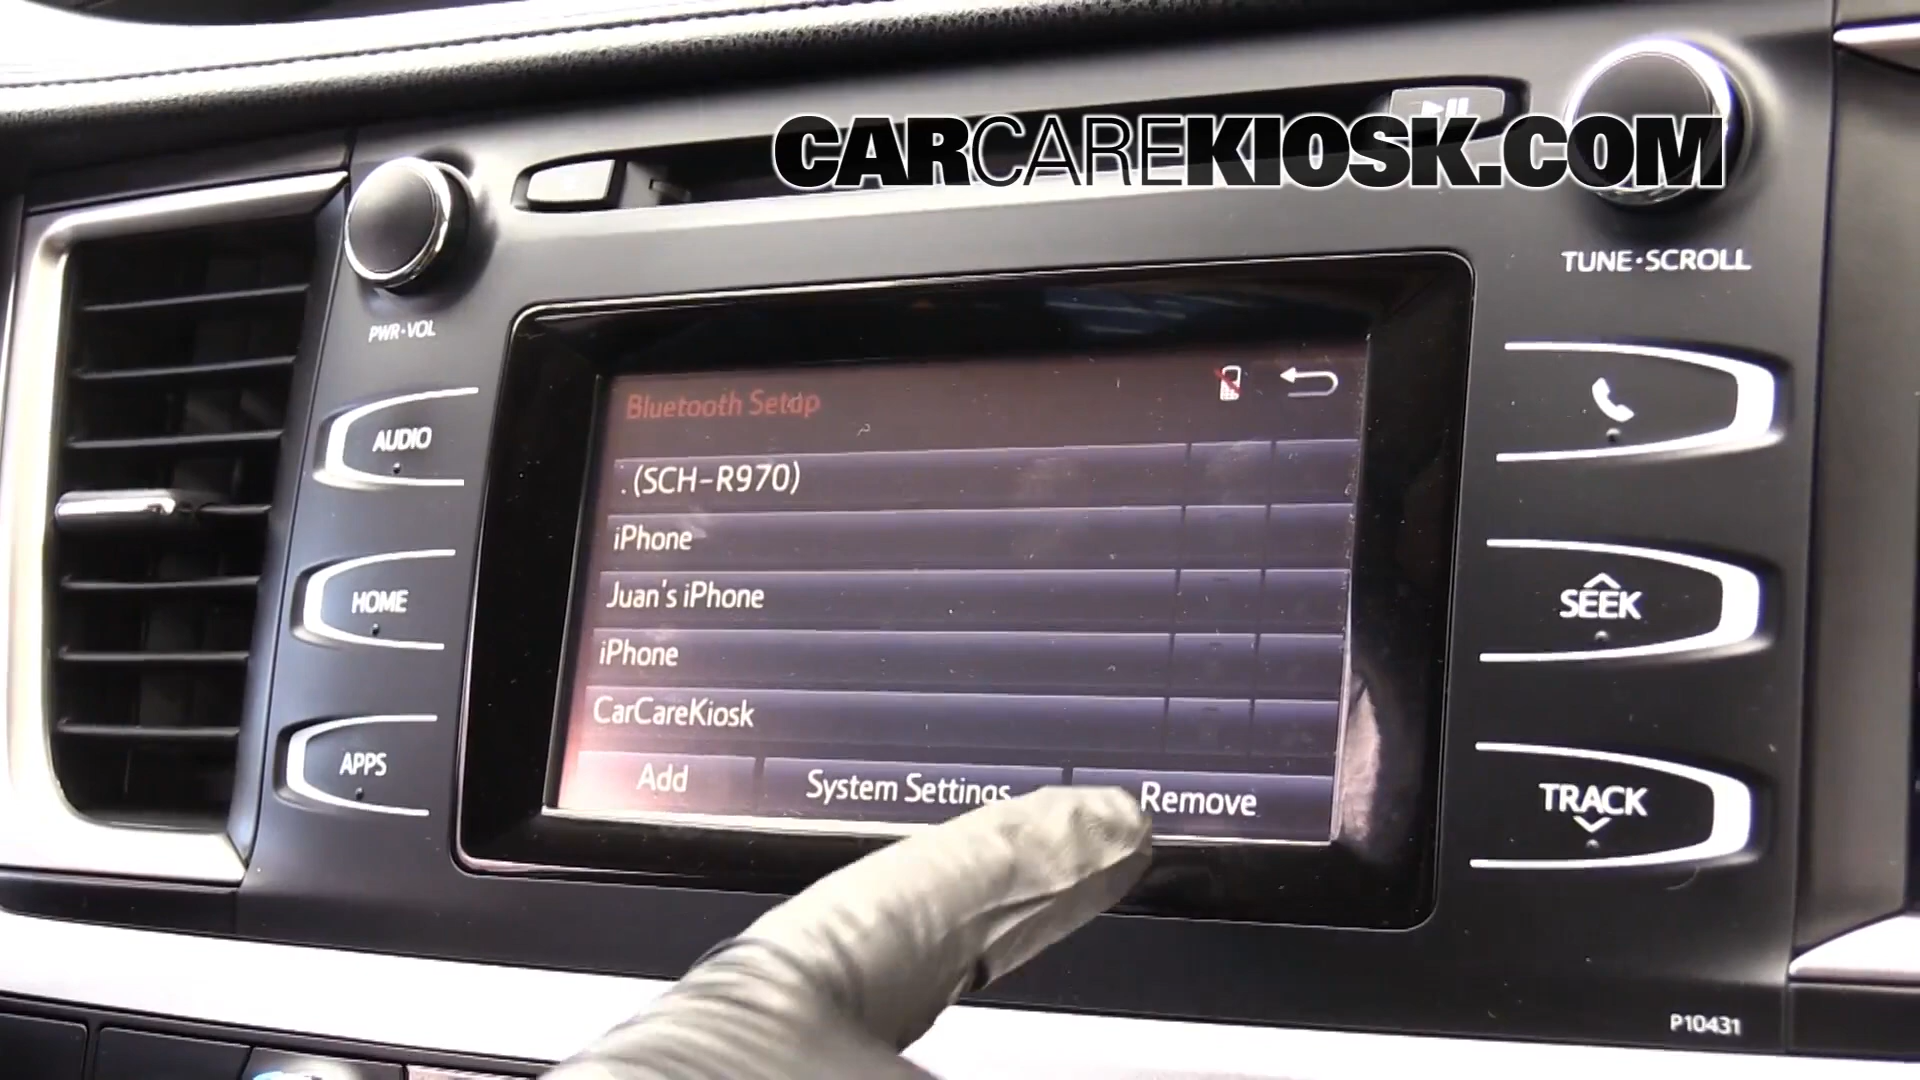 CARCAREKIOSK.COM
TUNE•SCROLL
PWR•VOL
AUDIO
HOME
APPS
Bluetooth Setup
. (SCH-R970)
iPhone
Juan's iPhone
iPhone
CarCareKiosk
Add
System Settings
Remove
SEEK
TRACK
P10431